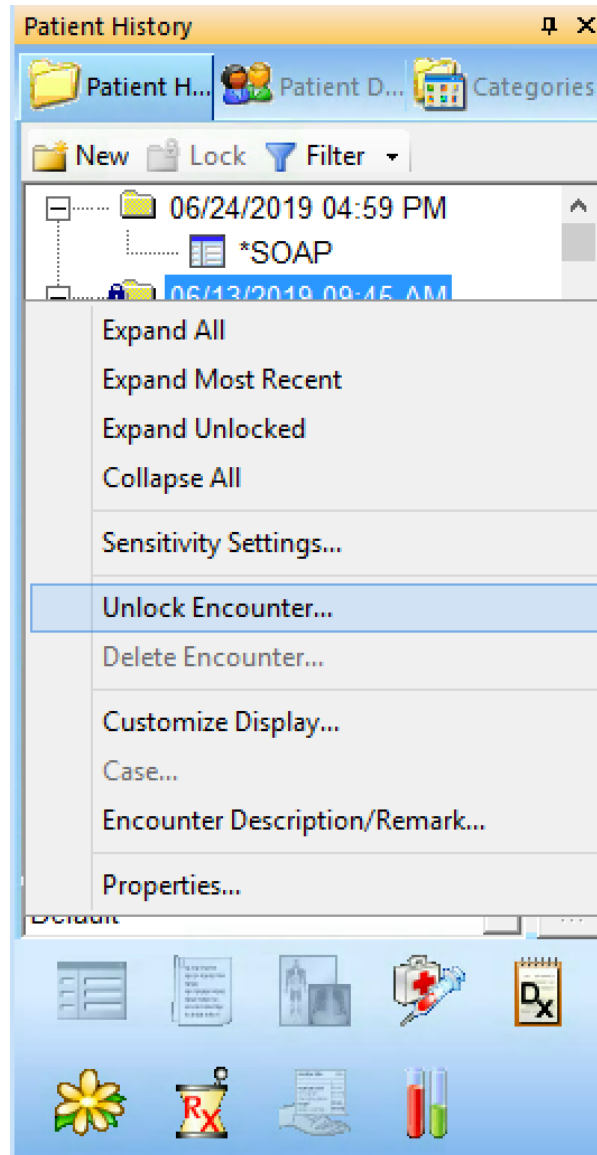 Patient History
Patient H...
Patient D...
Categories
New
Lock
Filter
06/24/2019 04:59 PM
*SOAP
06/13/2019 09:45 AM
Expand All
Expand Most Recent
Expand Unlocked
Collapse All
Sensitivity Settings...
Unlock Encounter...
Delete Encounter...
Customize Display...
Case...
Encounter Description/Remark...
Properties...
Default
...
Dx
Rx